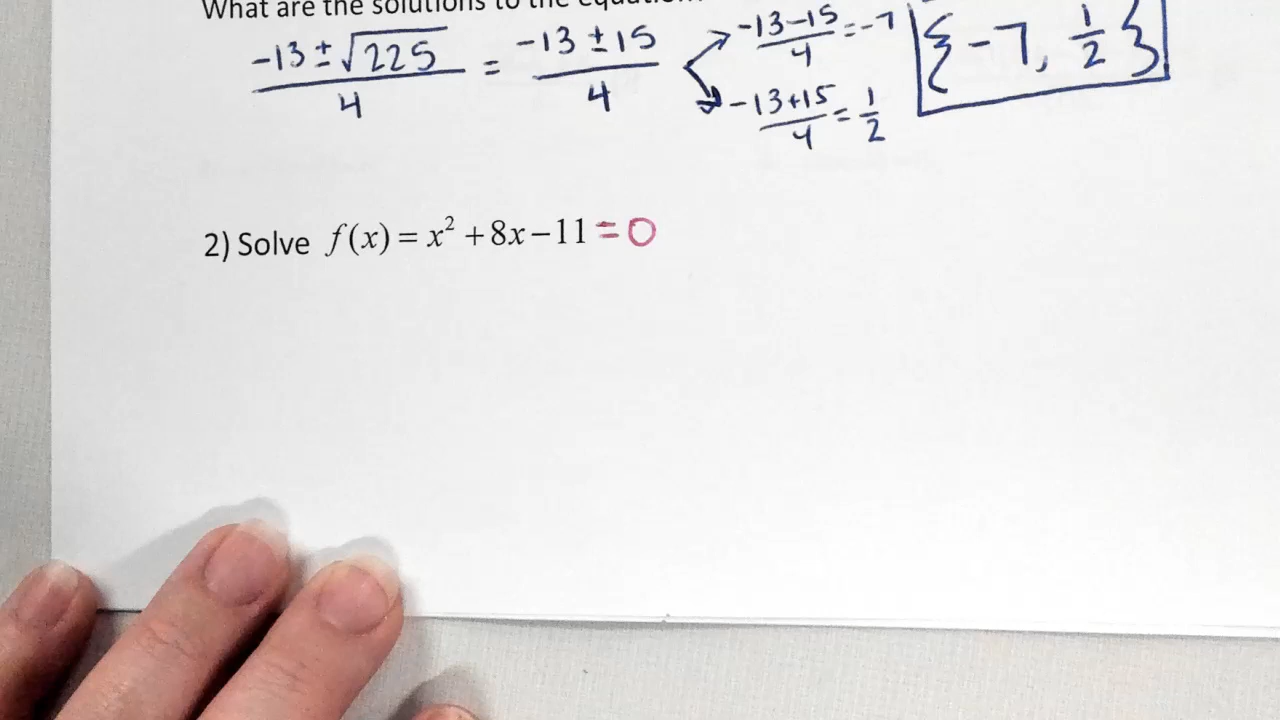 What are the solutions to the equation
-13 ± √225 / 4 = -13 ± 15 / 4
-13-15 / 4 = -7
-13+15 / 4 = 1/2
{-7, 1/2}
2) Solve f(x) = x² + 8x − 11 = 0